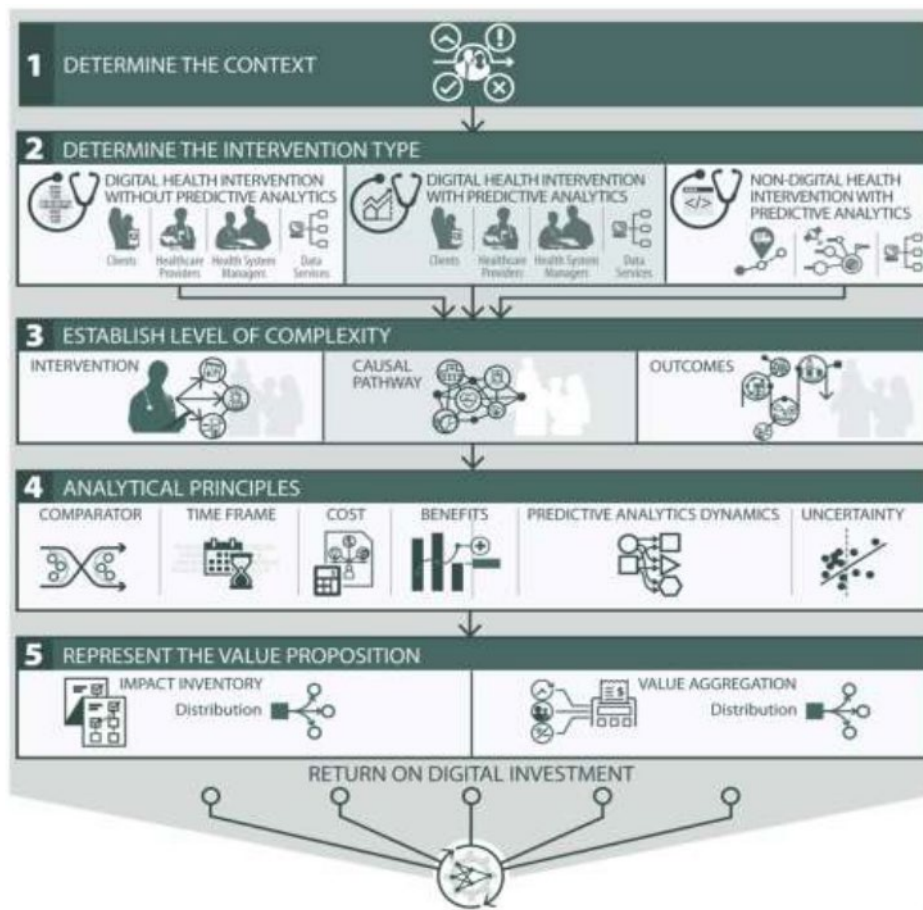 1 DETERMINE THE CONTEXT
2 DETERMINE THE INTERVENTION TYPE
DIGITAL HEALTH INTERVENTION
WITHOUT PREDICTIVE ANALYTICS
Clients
Healthcare
Providers
Health System
Managers
Data
Services
DIGITAL HEALTH INTERVENTION
WITH PREDICTIVE ANALYTICS
Clients
Healthcare
Providers
Health System
Managers
Data
Services
NON-DIGITAL HEALTH
INTERVENTION WITH
PREDICTIVE ANALYTICS
3 ESTABLISH LEVEL OF COMPLEXITY
INTERVENTION
CAUSAL
PATHWAY
OUTCOMES
4 ANALYTICAL PRINCIPLES
COMPARATOR
TIME FRAME
COST
BENEFITS
PREDICTIVE ANALYTICS DYNAMICS
UNCERTAINTY
5 REPRESENT THE VALUE PROPOSITION
IMPACT INVENTORY
Distribution
VALUE AGGREGATION
Distribution
RETURN ON DIGITAL INVESTMENT